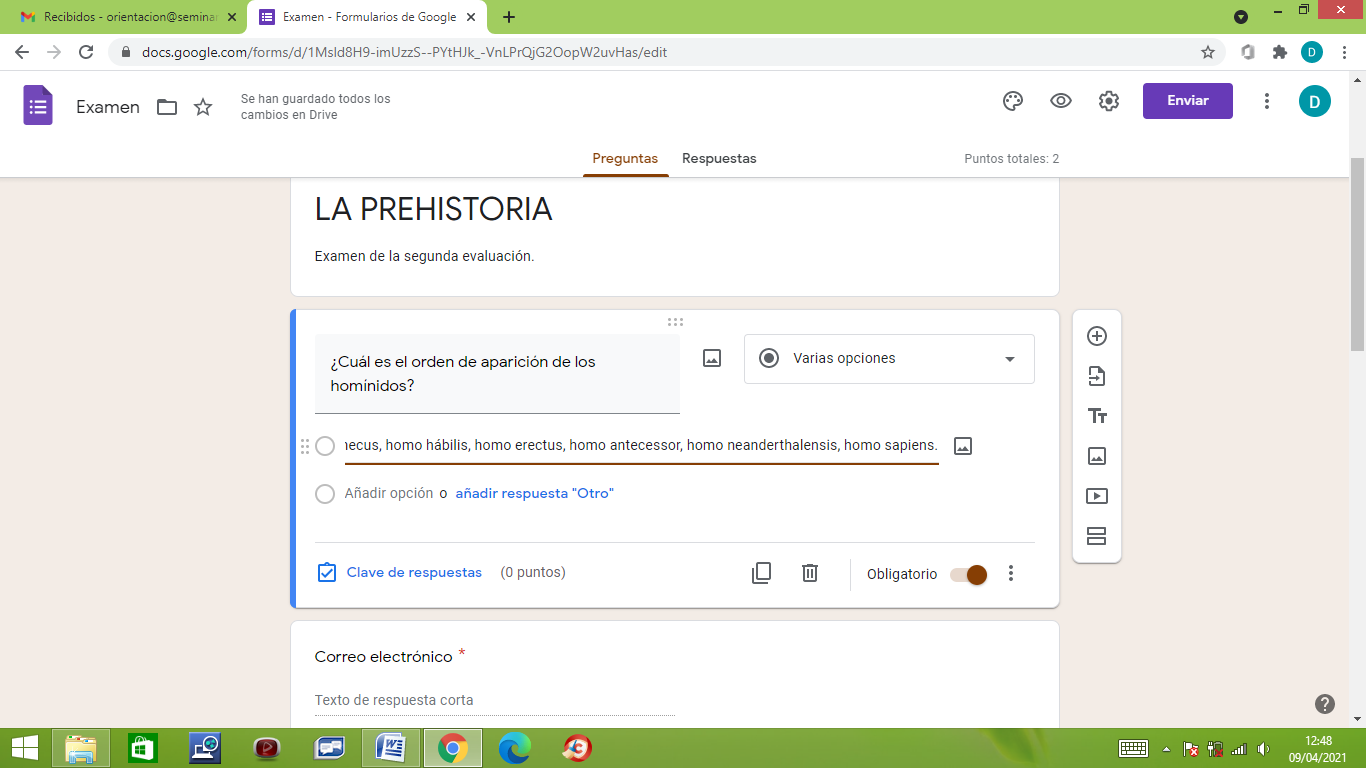 Recibidos - orientacion@semina
Examen - Formularios de Google
docs.google.com/forms/d/1Msld8H9-imUzzS--PYtHJk_-VnLPrQjG2OopW2uvHas/edit
D
Examen
Se han guardado todos los
cambios en Drive
Enviar
D
Preguntas
Respuestas
Puntos totales: 2
LA PREHISTORIA
Examen de la segunda evaluación.
¿Cuál es el orden de aparición de los
homínidos?
Varias opciones
ecus, homo hábilis, homo erectus, homo antecessor, homo neanderthalensis, homo sapiens.
Añadir opción o añadir respuesta "Otro"
Clave de respuestas (0 puntos)
Obligatorio
Correo electrónico *
Texto de respuesta corta
12:48
09/04/2021